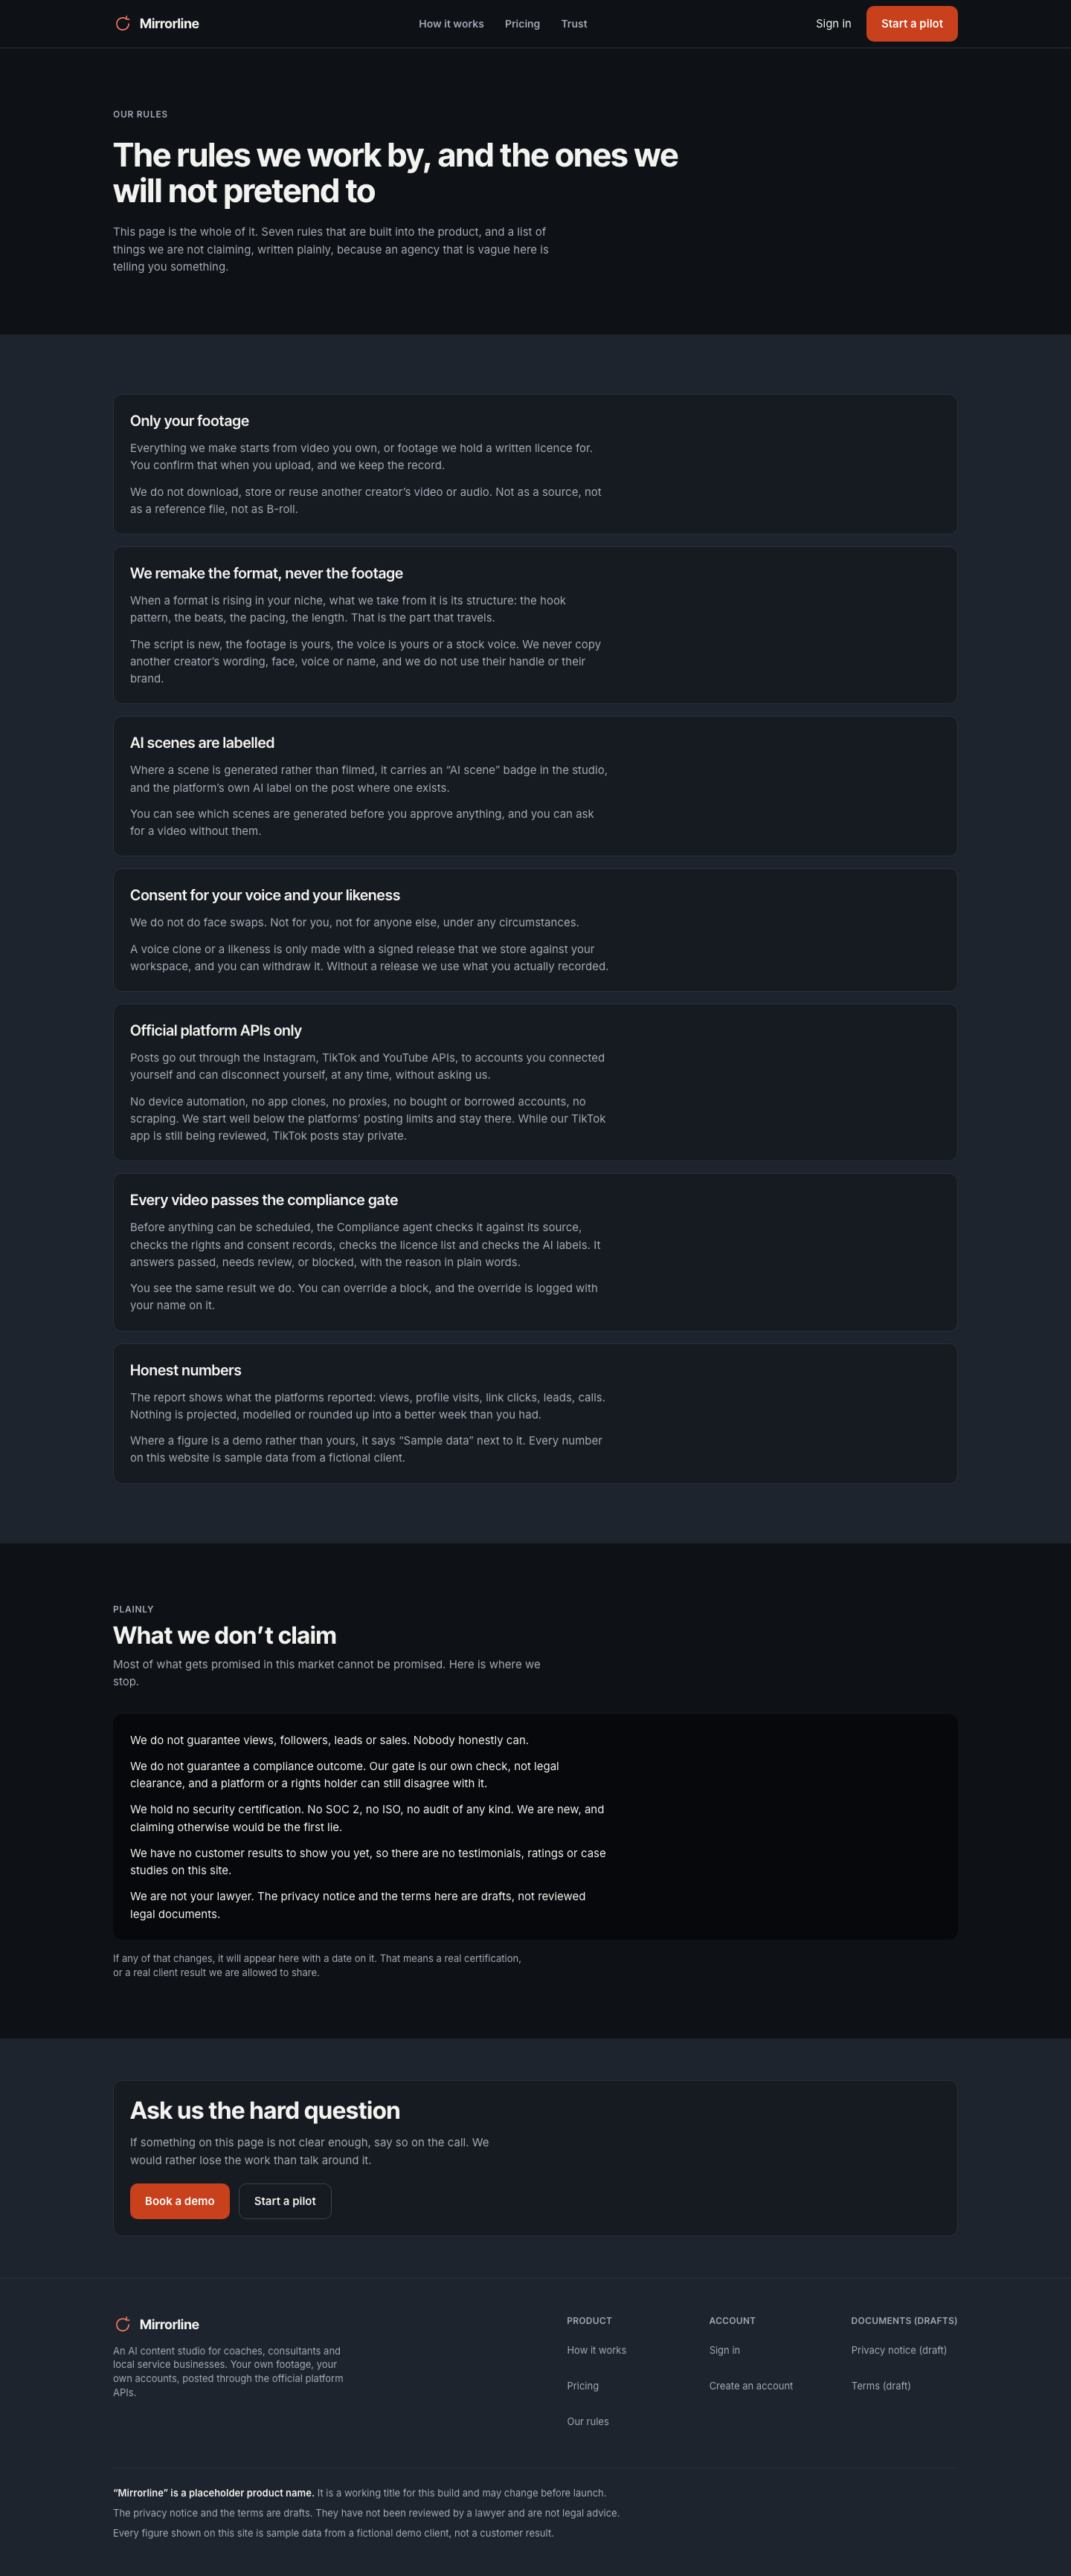 Mirrorline
How it works
Pricing
Trust
Sign in
Start a pilot
OUR RULES
The rules we work by, and the ones we
will not pretend to
This page is the whole of it. Seven rules that are built into the product, and a list of
things we are not claiming, written plainly, because an agency that is vague here is
telling you something.
Only your footage
Everything we make starts from video you own, or footage we hold a written licence for.
You confirm that when you upload, and we keep the record.
We do not download, store or reuse another creator’s video or audio. Not as a source, not
as a reference file, not as B-roll.
We remake the format, never the footage
When a format is rising in your niche, what we take from it is its structure: the hook
pattern, the beats, the pacing, the length. That is the part that travels.
The script is new, the footage is yours, the voice is yours or a stock voice. We never copy
another creator’s wording, face, voice or name, and we do not use their handle or their
brand.
AI scenes are labelled
Where a scene is generated rather than filmed, it carries an “AI scene” badge in the studio,
and the platform’s own AI label on the post where one exists.
You can see which scenes are generated before you approve anything, and you can ask
for a video without them.
Consent for your voice and your likeness
We do not do face swaps. Not for you, not for anyone else, under any circumstances.
A voice clone or a likeness is only made with a signed release that we store against your
workspace, and you can withdraw it. Without a release we use what you actually recorded.
Official platform APIs only
Posts go out through the Instagram, TikTok and YouTube APIs, to accounts you connected
yourself and can disconnect yourself, at any time, without asking us.
No device automation, no app clones, no proxies, no bought or borrowed accounts, no
scraping. We start well below the platforms’ posting limits and stay there. While our TikTok
app is still being reviewed, TikTok posts stay private.
Every video passes the compliance gate
Before anything can be scheduled, the Compliance agent checks it against its source,
checks the rights and consent records, checks the licence list and checks the AI labels. It
answers passed, needs review, or blocked, with the reason in plain words.
You see the same result we do. You can override a block, and the override is logged with
your name on it.
Honest numbers
The report shows what the platforms reported: views, profile visits, link clicks, leads, calls.
Nothing is projected, modelled or rounded up into a better week than you had.
Where a figure is a demo rather than yours, it says “Sample data” next to it. Every number
on this website is sample data from a fictional client.
PLAINLY
What we don’t claim
Most of what gets promised in this market cannot be promised. Here is where we
stop.
We do not guarantee views, followers, leads or sales. Nobody honestly can.
We do not guarantee a compliance outcome. Our gate is our own check, not legal
clearance, and a platform or a rights holder can still disagree with it.
We hold no security certification. No SOC 2, no ISO, no audit of any kind. We are new, and
claiming otherwise would be the first lie.
We have no customer results to show you yet, so there are no testimonials, ratings or case
studies on this site.
We are not your lawyer. The privacy notice and the terms here are drafts, not reviewed
legal documents.
If any of that changes, it will appear here with a date on it. That means a real certification,
or a real client result we are allowed to share.
Ask us the hard question
If something on this page is not clear enough, say so on the call. We
would rather lose the work than talk around it.
Book a demo
Start a pilot
Mirrorline
An AI content studio for coaches, consultants and
local service businesses. Your own footage, your
own accounts, posted through the official platform
APIs.
PRODUCT
How it works
Pricing
Our rules
ACCOUNT
Sign in
Create an account
DOCUMENTS (DRAFTS)
Privacy notice (draft)
Terms (draft)
“Mirrorline” is a placeholder product name. It is a working title for this build and may change before launch.
The privacy notice and the terms are drafts. They have not been reviewed by a lawyer and are not legal advice.
Every figure shown on this site is sample data from a fictional demo client, not a customer result.